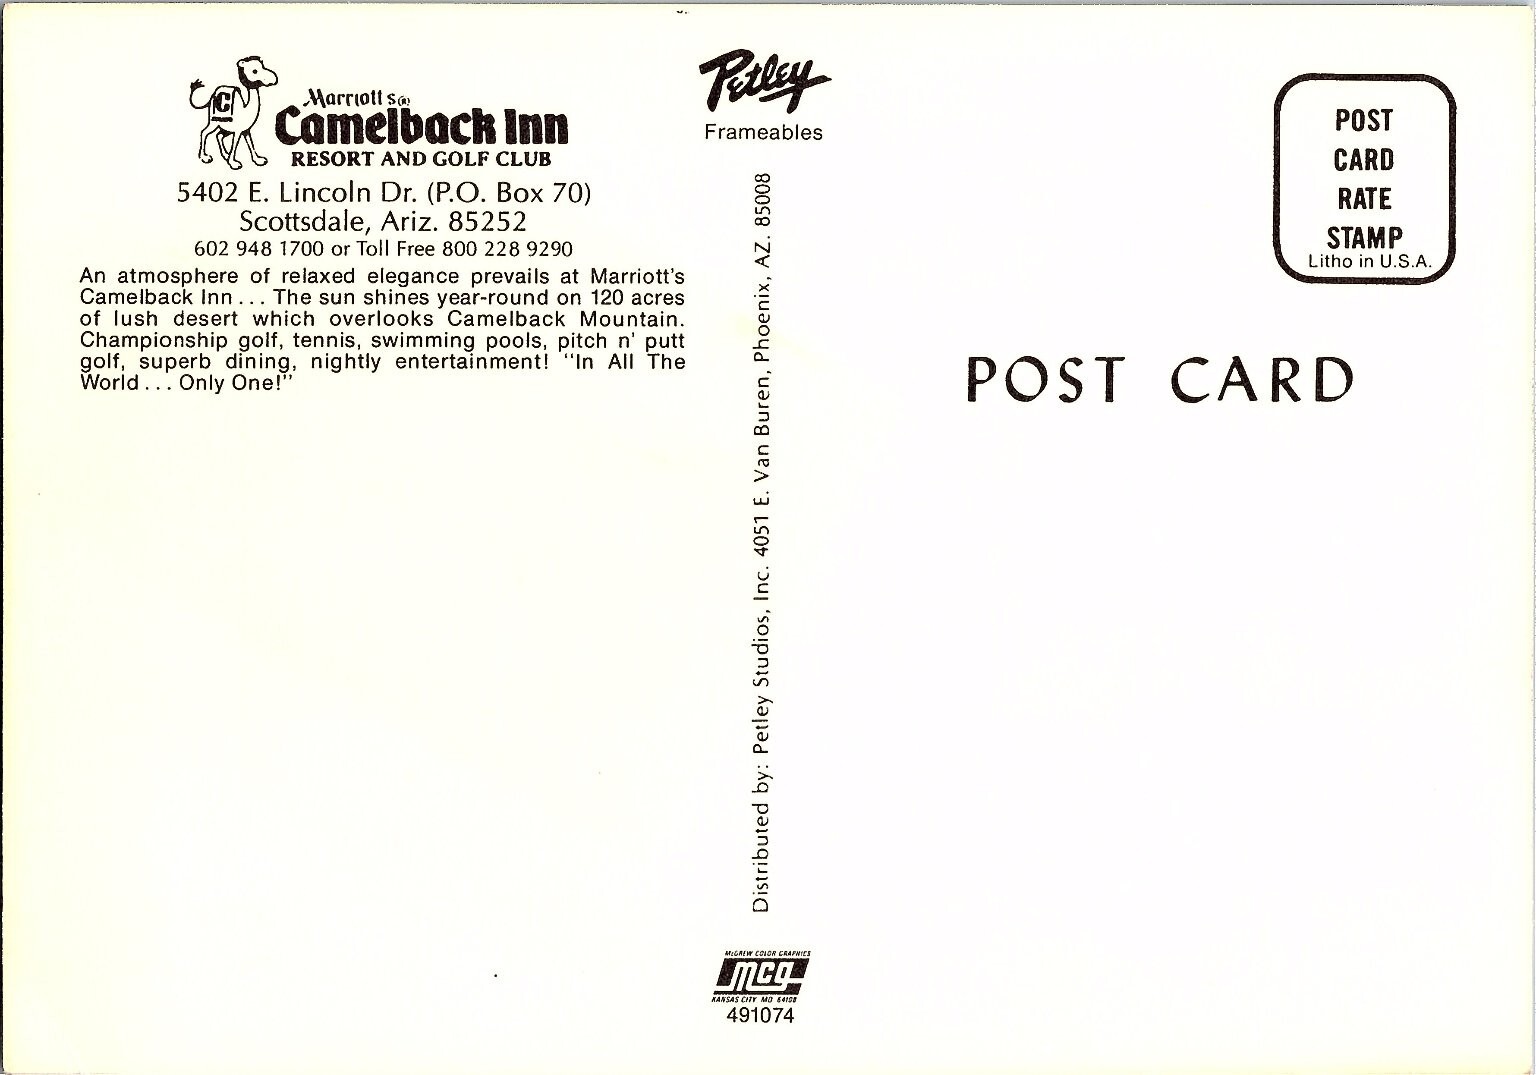 C
Marriott's®
Camelback Inn
RESORT AND GOLF CLUB
5402 E. Lincoln Dr. (P.O. Box 70)
Scottsdale, Ariz. 85252
602 948 1700 or Toll Free 800 228 9290
An atmosphere of relaxed elegance prevails at Marriott's
Camelback Inn . . . The sun shines year-round on 120 acres
of lush desert which overlooks Camelback Mountain.
Championship golf, tennis, swimming pools, pitch n' putt
golf, superb dining, nightly entertainment! "In All The
World . . . Only One!"
Petley
Frameables
Distributed by: Petley Studios, Inc. 4051 E. Van Buren, Phoenix, AZ. 85008
McGREW COLOR GRAPHICS
mcg
KANSAS CITY MO 64108
491074
POST
CARD
RATE
STAMP
Litho in U.S.A.
POST CARD